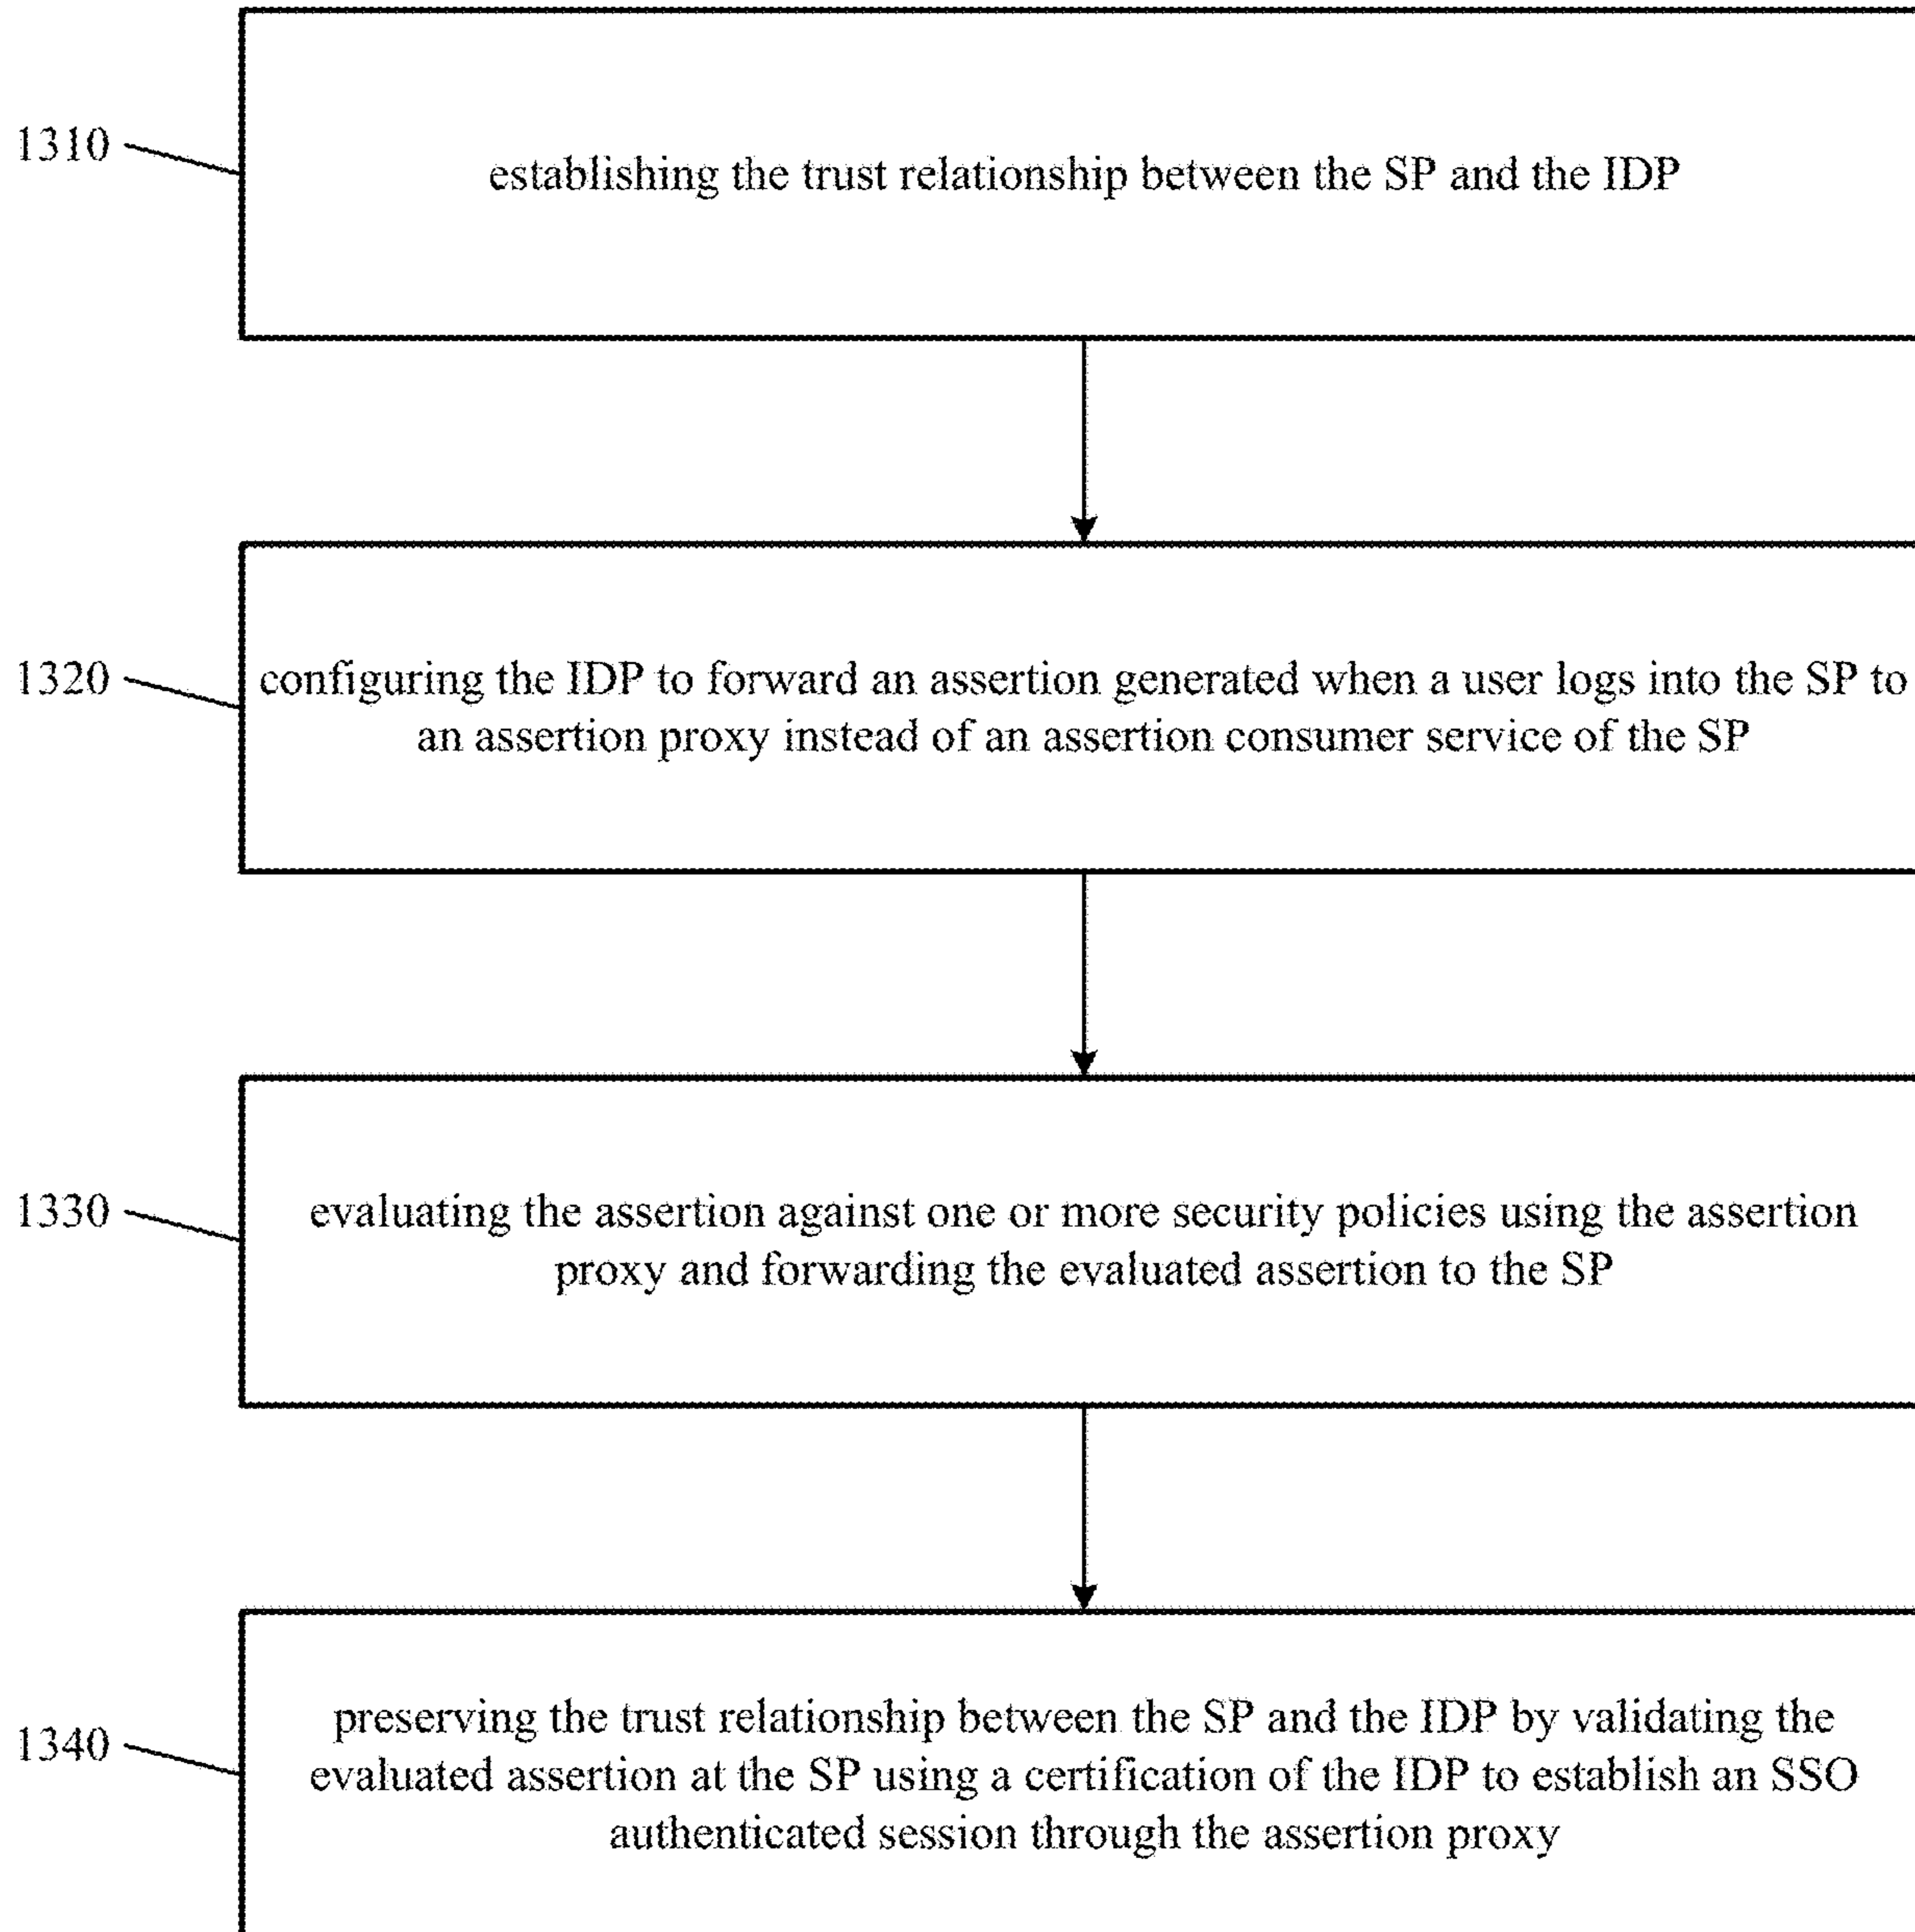 1310
establishing the trust relationship between the SP and the IDP
1320
configuring the IDP to forward an assertion generated when a user logs into the SP to
an assertion proxy instead of an assertion consumer service of the SP
1330
evaluating the assertion against one or more security policies using the assertion
proxy and forwarding the evaluated assertion to the SP
1340
preserving the trust relationship between the SP and the IDP by validating the
evaluated assertion at the SP using a certification of the IDP to establish an SSO
authenticated session through the assertion proxy